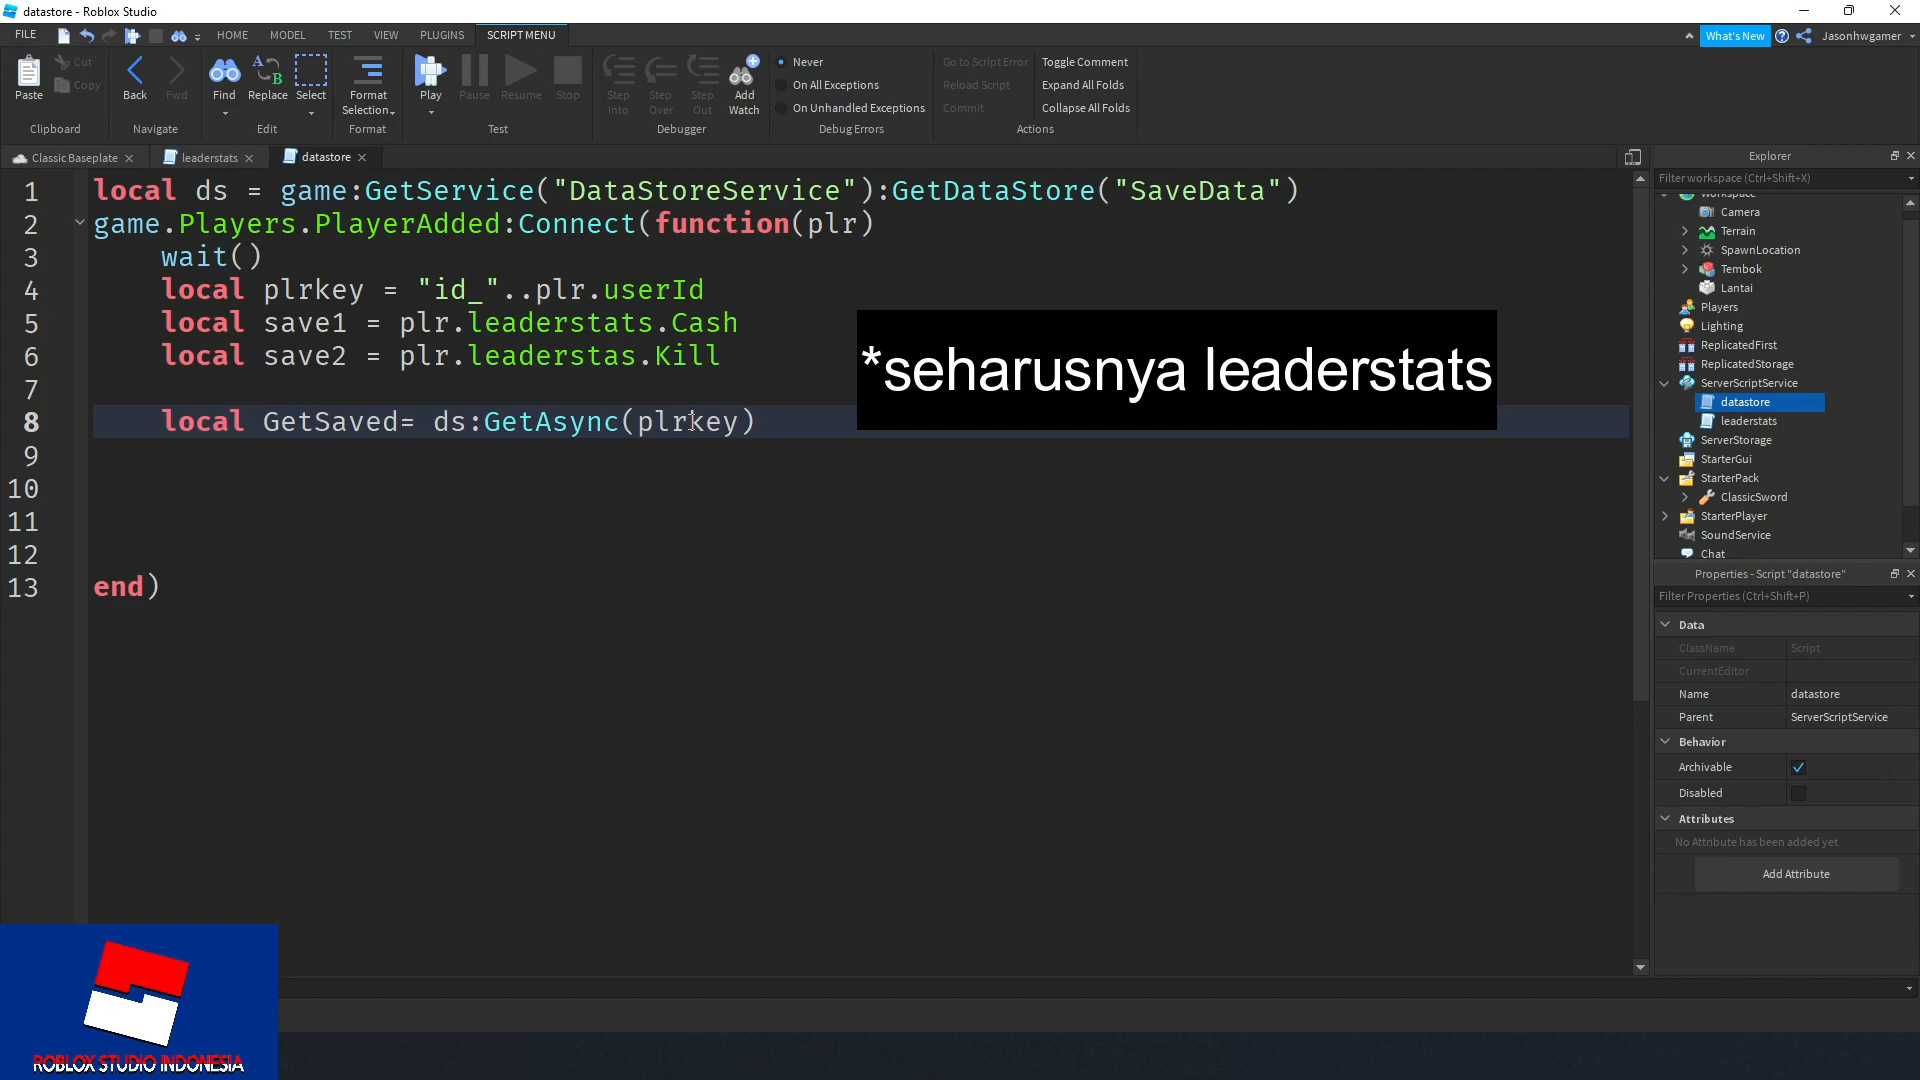 datastore - Roblox Studio
FILE HOME MODEL TEST VIEW PLUGINS SCRIPT MENU What's New Jasonhwgamer
Paste Cut Copy Clipboard
Back Fwd Navigate
Find Replace Select Edit
Format Selection Format
Play Pause Resume Stop Test
Step Into Step Over Step Out Add Watch Debugger
Never
On All Exceptions
On Unhandled Exceptions
Debug Errors
Go to Script Error Toggle Comment
Reload Script Expand All Folds
Commit Collapse All Folds
Actions
Classic Baseplate leaderstats datastore
1 local ds = game:GetService("DataStoreService"):GetDataStore("SaveData")
2 game.Players.PlayerAdded:Connect(function(plr)
3 wait()
4 local plrkey = "id_"..plr.userId
5 local save1 = plr.leaderstats.Cash
6 local save2 = plr.leaderstas.Kill
7
8 local GetSaved= ds:GetAsync(plrkey)
9
10
11
12
13 end)
*seharusnya leaderstats
Explorer
Filter workspace (Ctrl+Shift+X)
Workspace
Camera
Terrain
SpawnLocation
Tembok
Lantai
Players
Lighting
ReplicatedFirst
ReplicatedStorage
ServerScriptService
datastore
leaderstats
ServerStorage
StarterGui
StarterPack
ClassicSword
StarterPlayer
SoundService
Chat
Properties - Script "datastore"
Filter Properties (Ctrl+Shift+P)
Data
ClassName Script
CurrentEditor
Name datastore
Parent ServerScriptService
Behavior
Archivable
Disabled
Attributes
No Attribute has been added yet
Add Attribute
ROBLOX STUDIO INDONESIA